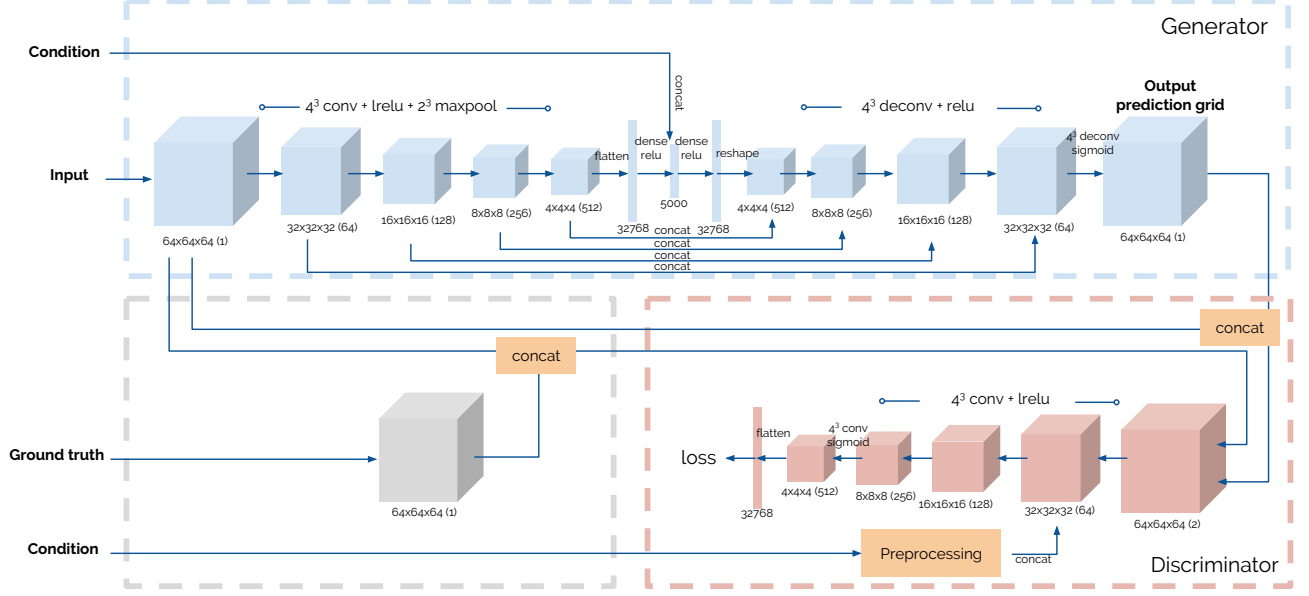 Generator
Condition
concat
4³ conv + lrelu + 2³ maxpool
4³ deconv + relu
Output
prediction grid
Input
flatten
dense
relu
dense
relu
reshape
4³ deconv
sigmoid
64x64x64 (1)
32x32x32 (64)
16x16x16 (128)
8x8x8 (256)
4x4x4 (512)
32768
5000
32768
4x4x4 (512)
8x8x8 (256)
16x16x16 (128)
32x32x32 (64)
64x64x64 (1)
concat
concat
concat
concat
concat
concat
Ground truth
64x64x64 (1)
4³ conv + lrelu
loss
flatten
4³ conv
sigmoid
32768
4x4x4 (512)
8x8x8 (256)
16x16x16 (128)
32x32x32 (64)
64x64x64 (2)
Condition
Preprocessing
concat
Discriminator